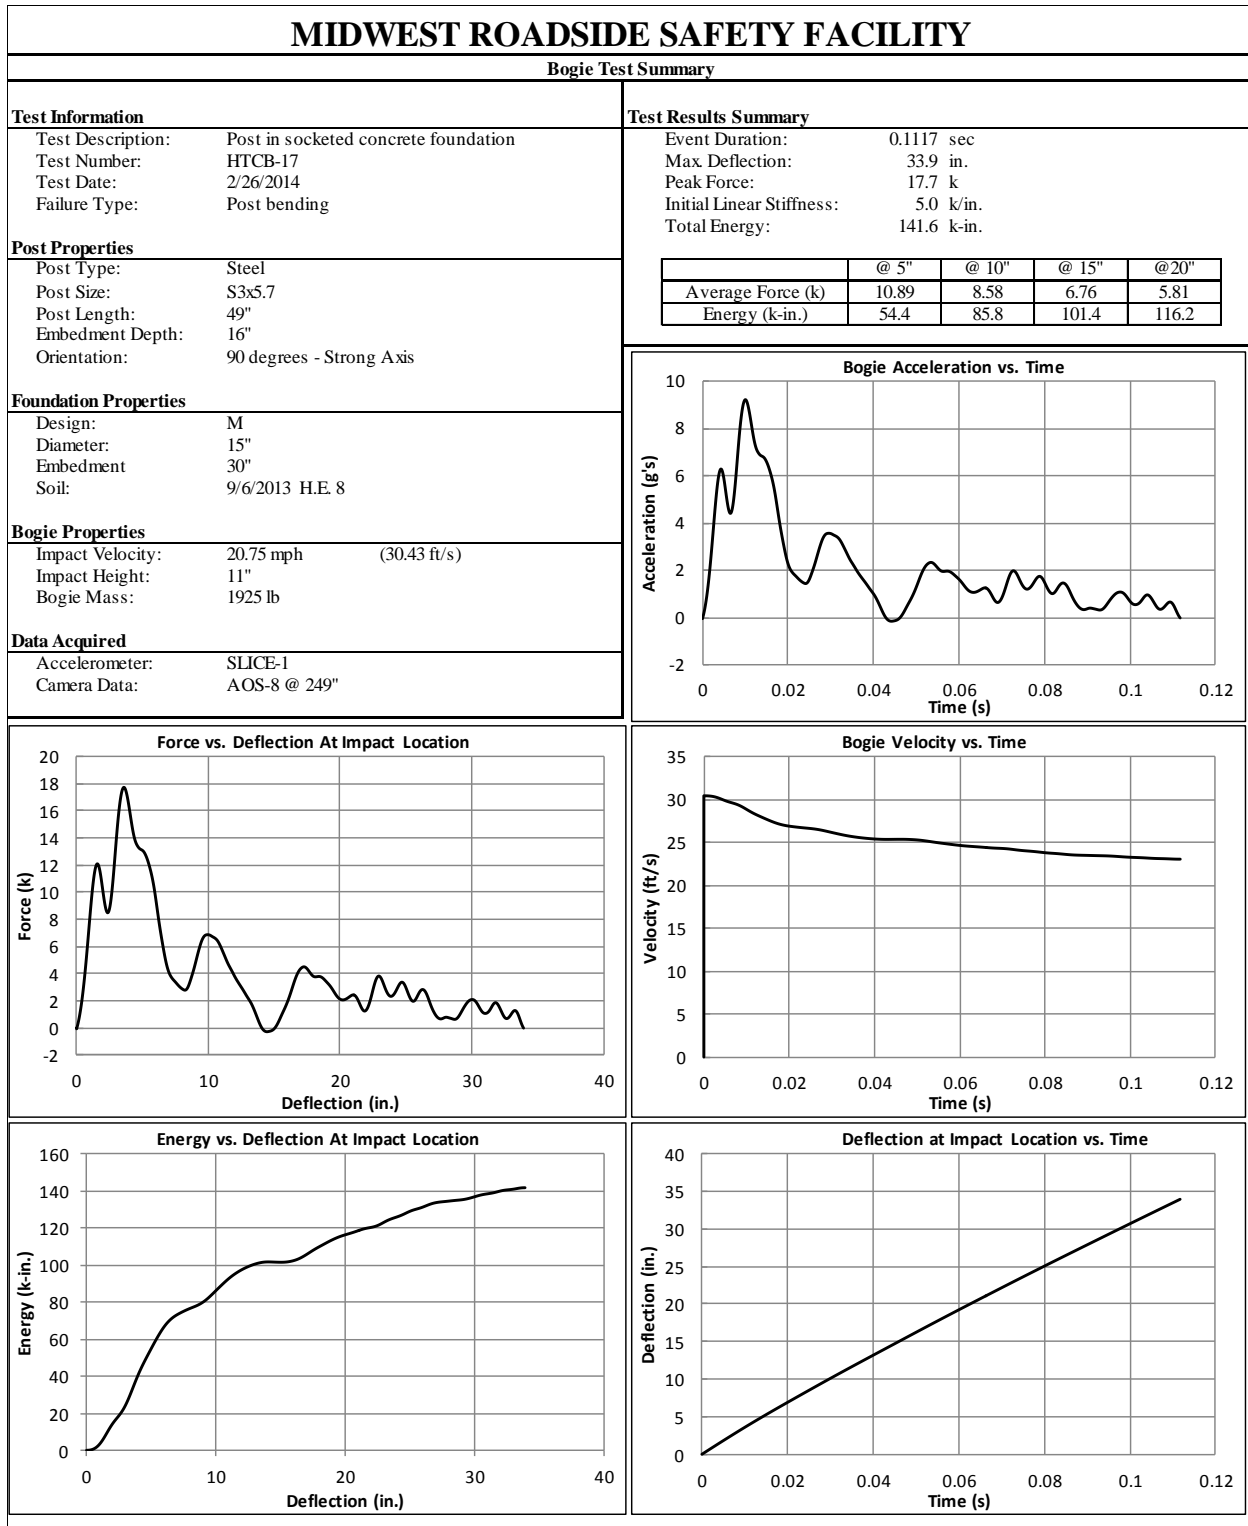 MIDWEST ROADSIDE SAFETY FACILITY
Bogie Test Summary
Test Information
Test Description: Post in socketed concrete foundation
Test Number: HTCB-17
Test Date: 2/26/2014
Failure Type: Post bending
Post Properties
Post Type: Steel
Post Size: S3x5.7
Post Length: 49"
Embedment Depth: 16"
Orientation: 90 degrees - Strong Axis
Foundation Properties
Design: M
Diameter: 15"
Embedment 30"
Soil: 9/6/2013 H.E. 8
Bogie Properties
Impact Velocity: 20.75 mph (30.43 ft/s)
Impact Height: 11"
Bogie Mass: 1925 lb
Data Acquired
Accelerometer: SLICE-1
Camera Data: AOS-8 @ 249"
Test Results Summary
Event Duration: 0.1117 sec
Max. Deflection: 33.9 in.
Peak Force: 17.7 k
Initial Linear Stiffness: 5.0 k/in.
Total Energy: 141.6 k-in.
@ 5" @ 10" @ 15" @20"
Average Force (k) 10.89 8.58 6.76 5.81
Energy (k-in.) 54.4 85.8 101.4 116.2
Bogie Acceleration vs. Time
Acceleration (g's)
10
8
6
4
2
0
-2
0 0.02 0.04 0.06 0.08 0.1 0.12
Time (s)
Force vs. Deflection At Impact Location
Force (k)
20
18
16
14
12
10
8
6
4
2
0
-2
0 10 20 30 40
Deflection (in.)
Bogie Velocity vs. Time
Velocity (ft/s)
35
30
25
20
15
10
5
0
0 0.02 0.04 0.06 0.08 0.1 0.12
Time (s)
Energy vs. Deflection At Impact Location
Energy (k-in.)
160
140
120
100
80
60
40
20
0
0 10 20 30 40
Deflection (in.)
Deflection at Impact Location vs. Time
Deflection (in.)
40
35
30
25
20
15
10
5
0
0 0.02 0.04 0.06 0.08 0.1 0.12
Time (s)